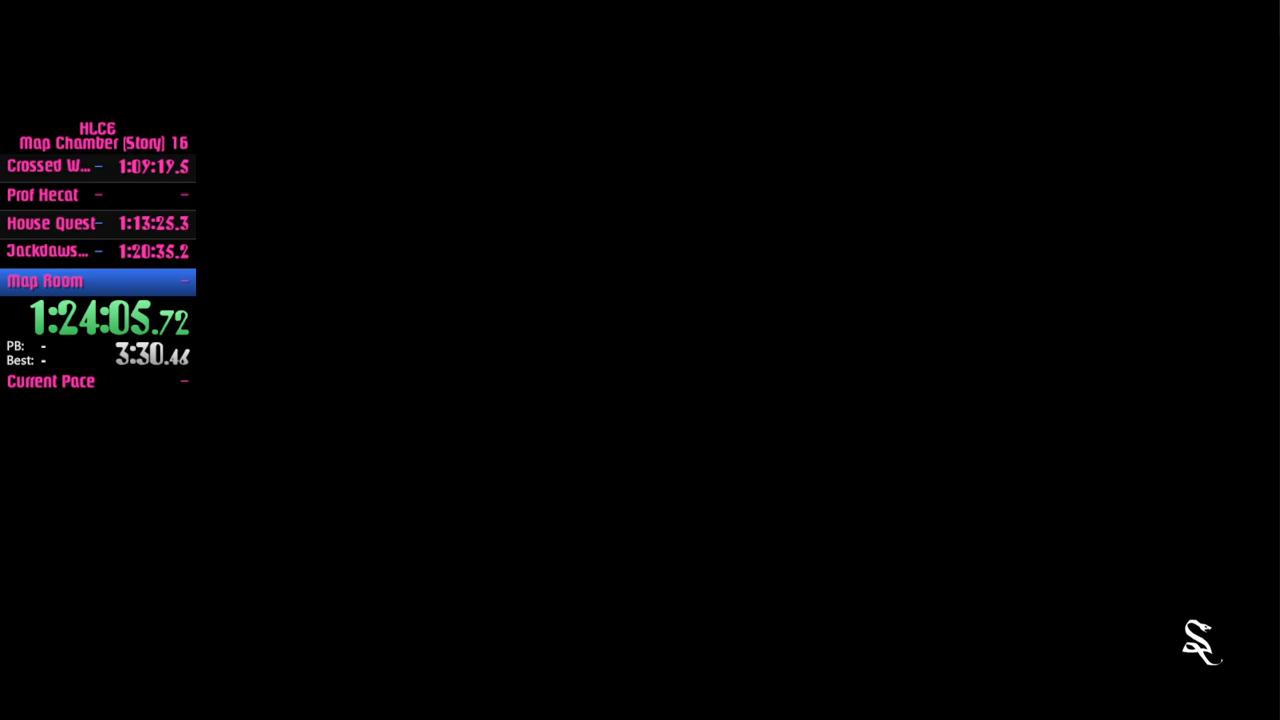 HLCE
Map Chamber (Story) 16
Crossed W... - 1:09:19.5
Prof Hecat - -
House Quest- 1:13:25.3
Jackdaws... - 1:20:35.2
Map Room -
1:24:05.72
PB: - 3:30.46
Best: -
Current Pace -